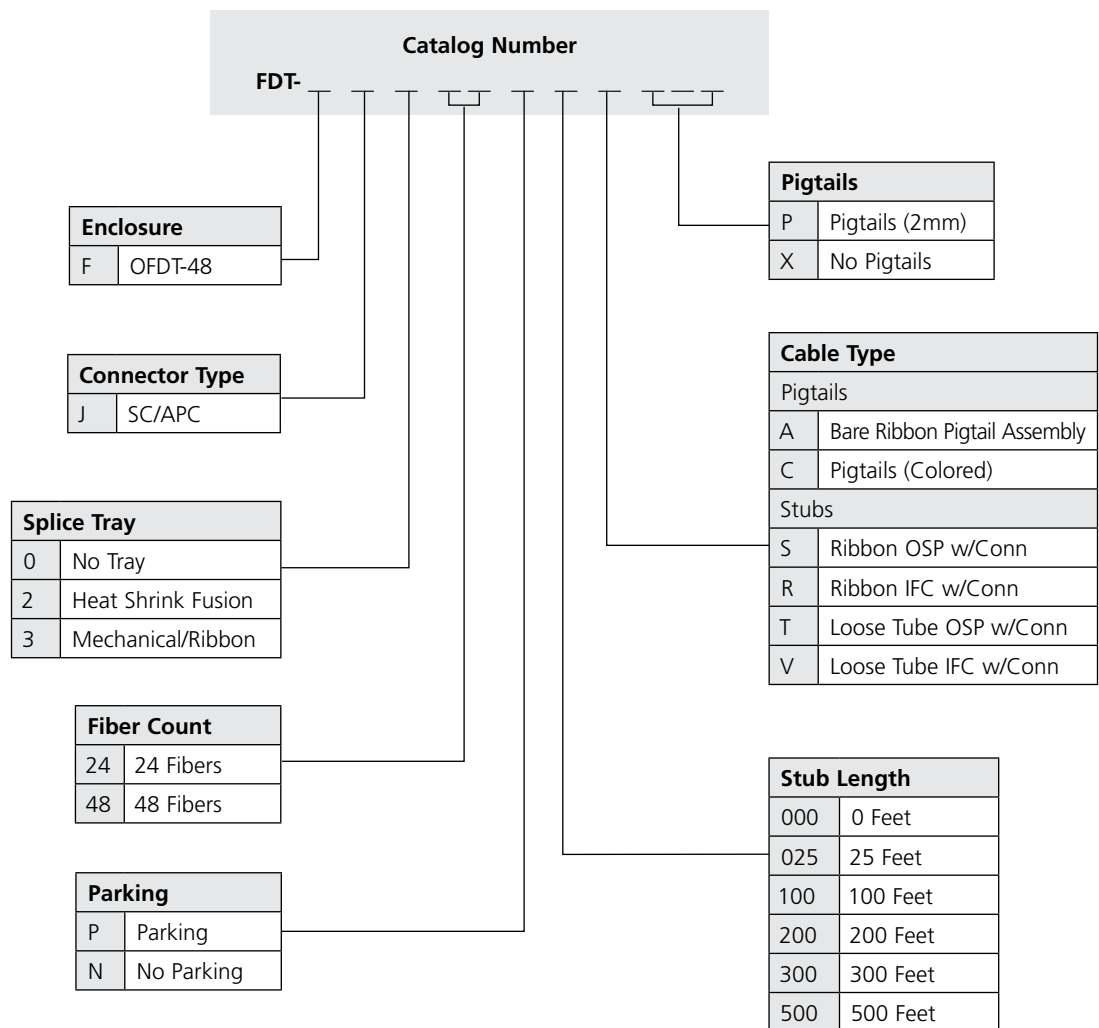 Catalog Number
FDT- _ _ _ _ _ _ _ _ _ _ _
Enclosure
F OFDT-48
Connector Type
J SC/APC
Splice Tray
0 No Tray
2 Heat Shrink Fusion
3 Mechanical/Ribbon
Fiber Count
24 24 Fibers
48 48 Fibers
Parking
P Parking
N No Parking
Pigtails
P Pigtails (2mm)
X No Pigtails
Cable Type
Pigtails
A Bare Ribbon Pigtail Assembly
C Pigtails (Colored)
Stubs
S Ribbon OSP w/Conn
R Ribbon IFC w/Conn
T Loose Tube OSP w/Conn
V Loose Tube IFC w/Conn
Stub Length
000 0 Feet
025 25 Feet
100 100 Feet
200 200 Feet
300 300 Feet
500 500 Feet